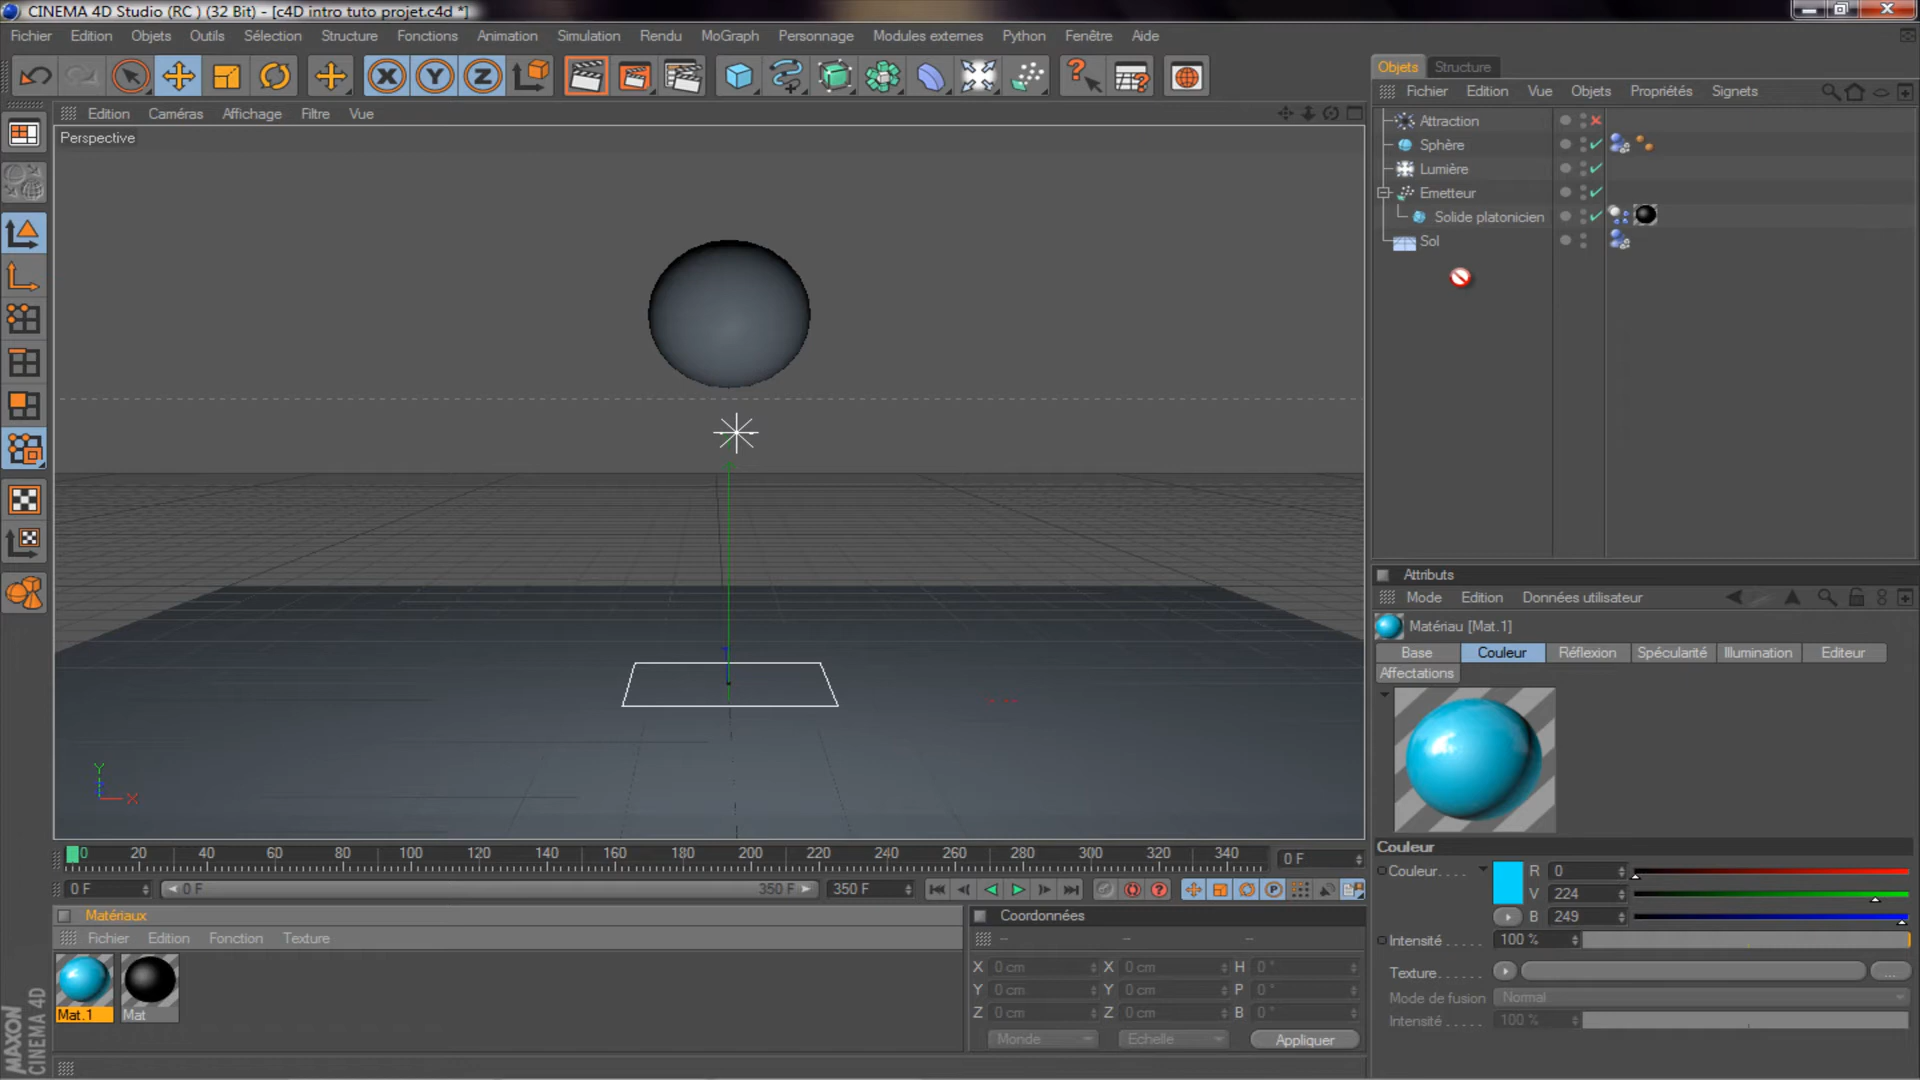 CINEMA 4D Studio (RC ) (32 Bit) - [c4D intro tuto projet.c4d *]
Fichier Edition Objets Outils Sélection Structure Fonctions Animation Simulation Rendu MoGraph Personnage Modules externes Python Fenêtre Aide
X Y Z
Objets Structure
Fichier Edition Vue Objets Propriétés Signets
Edition Caméras Affichage Filtre Vue
Perspective
Attraction
Sphère
Lumière
Emetteur
Solide platonicien
Sol
Y
X
Attributs
Mode Edition Données utilisateur
Matériau [Mat.1]
Base Couleur Réflexion Spécularité Illumination Editeur
Affectations
Couleur
Couleur. . . . R 0
V 224
B 249
Intensité . . . . . 100 %
Texture. . . . . . ...
Mode de fusion Normal
Intensité . . . . . 100 %
0 20 40 60 80 100 120 140 160 180 200 220 240 260 280 300 320 340 0 F
0 F 0 F 350 F 350 F P
Matériaux
Fichier Edition Fonction Texture
Mat.1 Mat
Coordonnées
-- -- --
X 0 cm X 0 cm H 0 °
Y 0 cm Y 0 cm P 0 °
Z 0 cm Z 0 cm B 0 °
Monde Echelle Appliquer
MAXON
CINEMA 4D